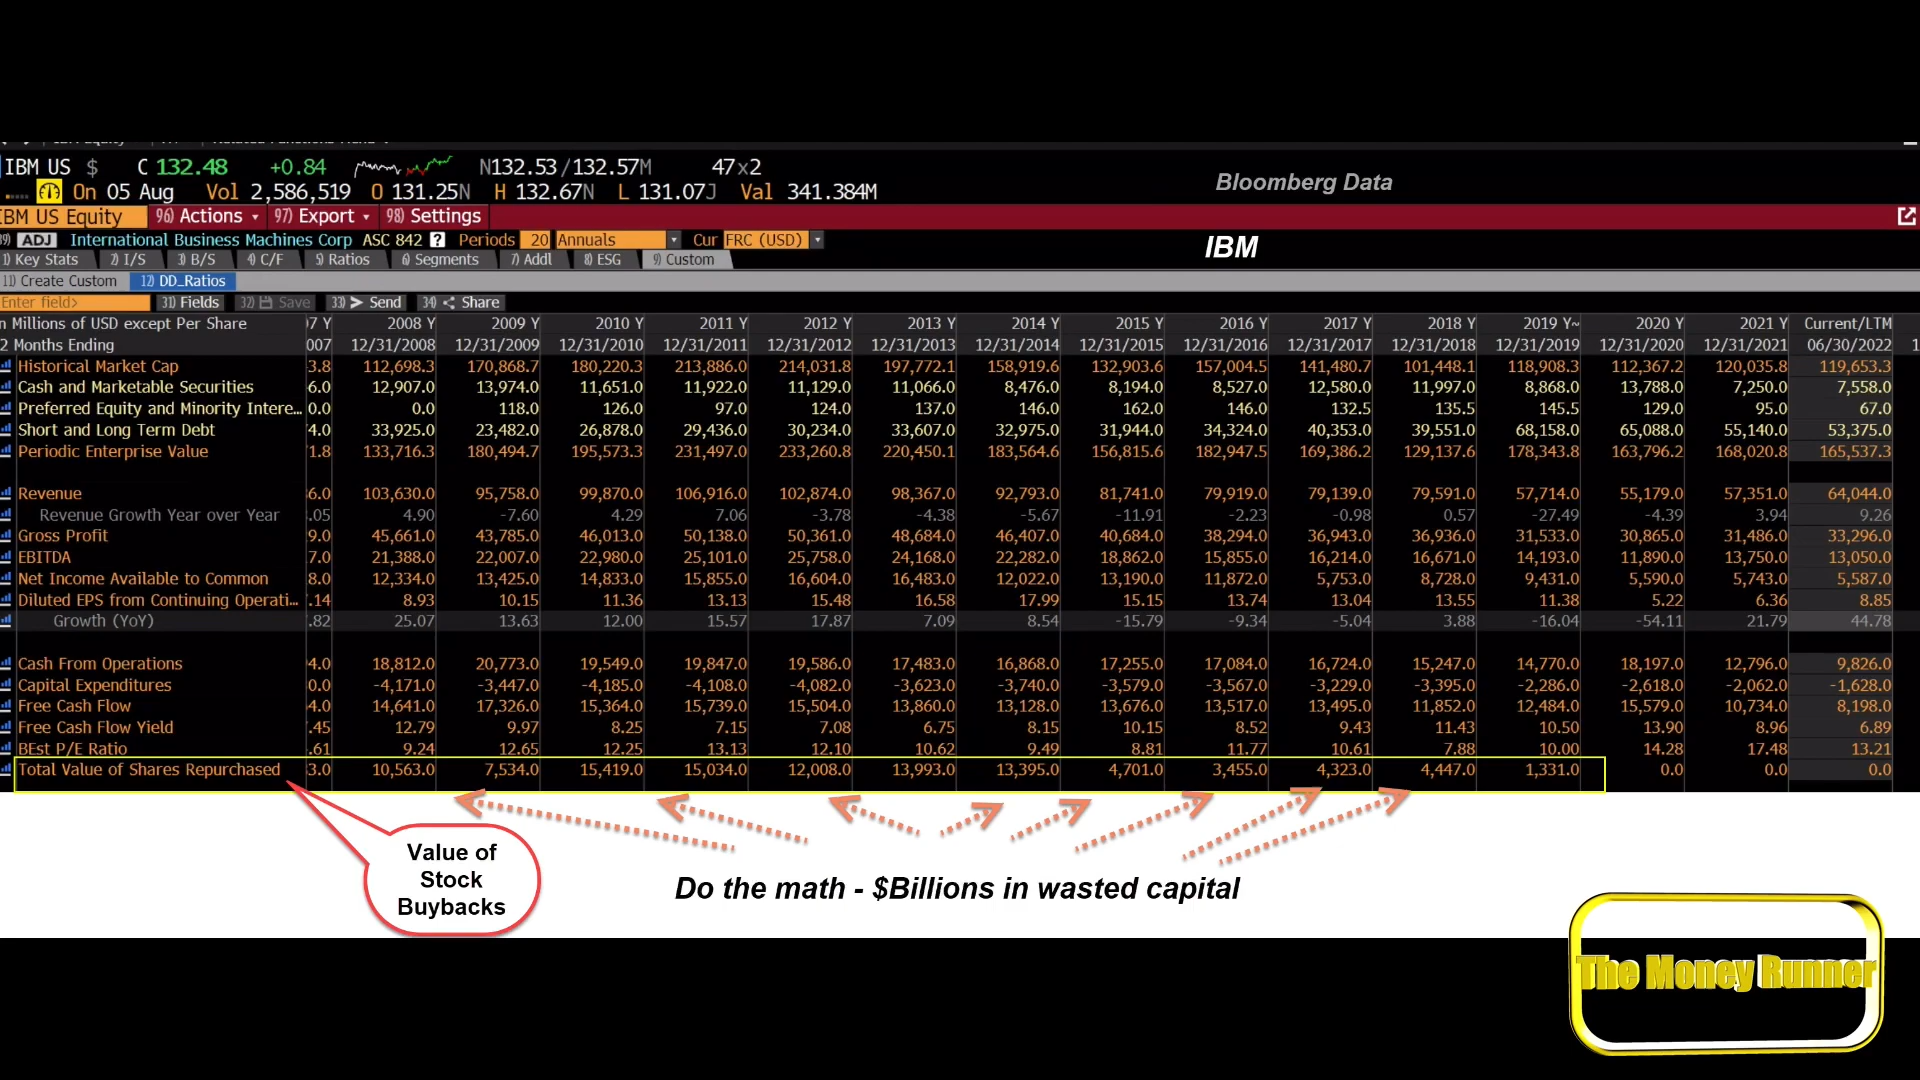 IBM US $ C 132.48 +0.84 N132.53/132.57M 47x2
On 05 Aug Vol 2,586,519 O 131.25N H 132.67N L 131.07J Val 341.384M
Bloomberg Data
IBM US Equity 96) Actions 97) Export 98) Settings
ADJ International Business Machines Corp ASC 842 ? Periods 20 Annuals Cur FRC (USD)
IBM
1) Key Stats 2) I/S 3) B/S 4) C/F 5) Ratios 6) Segments 7) Addl 8) ESG 9) Custom
11) Create Custom 12) DD_Ratios
Enter field> 31) Fields 32) Save 33) Send 34) Share
n Millions of USD except Per Share 7 Y 2008 Y 2009 Y 2010 Y 2011 Y 2012 Y 2013 Y 2014 Y 2015 Y 2016 Y 2017 Y 2018 Y 2019 Y~ 2020 Y 2021 Y Current/LTM
2 Months Ending 007 12/31/2008 12/31/2009 12/31/2010 12/31/2011 12/31/2012 12/31/2013 12/31/2014 12/31/2015 12/31/2016 12/31/2017 12/31/2018 12/31/2019 12/31/2020 12/31/2021 06/30/2022 1
Historical Market Cap 3.8 112,698.3 170,868.7 180,220.3 213,886.0 214,031.8 197,772.1 158,919.6 132,903.6 157,004.5 141,480.7 101,448.1 118,908.3 112,367.2 120,035.8 119,653.3
Cash and Marketable Securities 6.0 12,907.0 13,974.0 11,651.0 11,922.0 11,129.0 11,066.0 8,476.0 8,194.0 8,527.0 12,580.0 11,997.0 8,868.0 13,788.0 7,250.0 7,558.0
Preferred Equity and Minority Intere... 0.0 0.0 118.0 126.0 97.0 124.0 137.0 146.0 162.0 146.0 132.5 135.5 145.5 129.0 95.0 67.0
Short and Long Term Debt 4.0 33,925.0 23,482.0 26,878.0 29,436.0 30,234.0 33,607.0 32,975.0 31,944.0 34,324.0 40,353.0 39,551.0 68,158.0 65,088.0 55,140.0 53,375.0
Periodic Enterprise Value 1.8 133,716.3 180,494.7 195,573.3 231,497.0 233,260.8 220,450.1 183,564.6 156,815.6 182,947.5 169,386.2 129,137.6 178,343.8 163,796.2 168,020.8 165,537.3
Revenue 6.0 103,630.0 95,758.0 99,870.0 106,916.0 102,874.0 98,367.0 92,793.0 81,741.0 79,919.0 79,139.0 79,591.0 57,714.0 55,179.0 57,351.0 64,044.0
Revenue Growth Year over Year .05 4.90 -7.60 4.29 7.06 -3.78 -4.38 -5.67 -11.91 -2.23 -0.98 0.57 -27.49 -4.39 3.94 9.26
Gross Profit 9.0 45,661.0 43,785.0 46,013.0 50,138.0 50,361.0 48,684.0 46,407.0 40,684.0 38,294.0 36,943.0 36,936.0 31,533.0 30,865.0 31,486.0 33,296.0
EBITDA 7.0 21,388.0 22,007.0 22,980.0 25,101.0 25,758.0 24,168.0 22,282.0 18,862.0 15,855.0 16,214.0 16,671.0 14,193.0 11,890.0 13,750.0 13,050.0
Net Income Available to Common 8.0 12,334.0 13,425.0 14,833.0 15,855.0 16,604.0 16,483.0 12,022.0 13,190.0 11,872.0 5,753.0 8,728.0 9,431.0 5,590.0 5,743.0 5,587.0
Diluted EPS from Continuing Operati... .14 8.93 10.15 11.36 13.13 15.48 16.58 17.99 15.15 13.74 13.04 13.55 11.38 5.22 6.36 8.85
Growth (YoY) .82 25.07 13.63 12.00 15.57 17.87 7.09 8.54 -15.79 -9.34 -5.04 3.88 -16.04 -54.11 21.79 44.78
Cash From Operations 4.0 18,812.0 20,773.0 19,549.0 19,847.0 19,586.0 17,483.0 16,868.0 17,255.0 17,084.0 16,724.0 15,247.0 14,770.0 18,197.0 12,796.0 9,826.0
Capital Expenditures 0.0 -4,171.0 -3,447.0 -4,185.0 -4,108.0 -4,082.0 -3,623.0 -3,740.0 -3,579.0 -3,567.0 -3,229.0 -3,395.0 -2,286.0 -2,618.0 -2,062.0 -1,628.0
Free Cash Flow 4.0 14,641.0 17,326.0 15,364.0 15,739.0 15,504.0 13,860.0 13,128.0 13,676.0 13,517.0 13,495.0 11,852.0 12,484.0 15,579.0 10,734.0 8,198.0
Free Cash Flow Yield .45 12.79 9.97 8.25 7.15 7.08 6.75 8.15 10.15 8.52 9.43 11.43 10.50 13.90 8.96 6.89
BEst P/E Ratio .61 9.24 12.65 12.25 13.13 12.10 10.62 9.49 8.81 11.77 10.61 7.88 10.00 14.28 17.48 13.21
Total Value of Shares Repurchased 3.0 10,563.0 7,534.0 15,419.0 15,034.0 12,008.0 13,993.0 13,395.0 4,701.0 3,455.0 4,323.0 4,447.0 1,331.0 0.0 0.0 0.0
Value of
Stock
Buybacks
Do the math - $Billions in wasted capital
The Money Runner